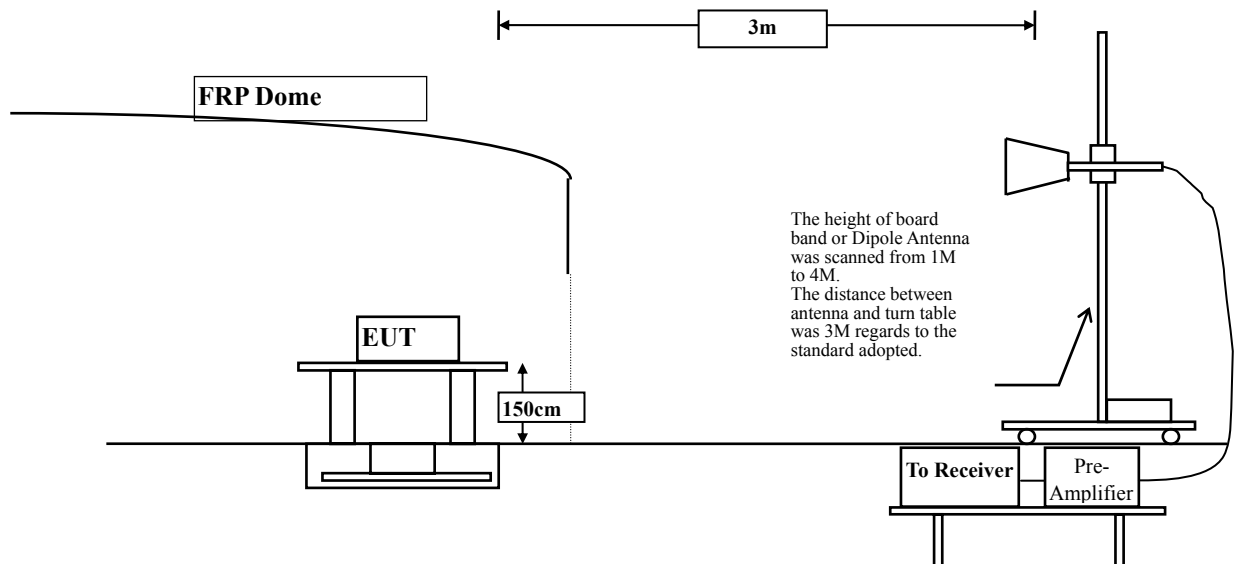 3m
FRP Dome
The height of board
band or Dipole Antenna
was scanned from 1M
to 4M.
The distance between
antenna and turn table
was 3M regards to the
standard adopted.
EUT
150cm
To Receiver
Pre-
Amplifier